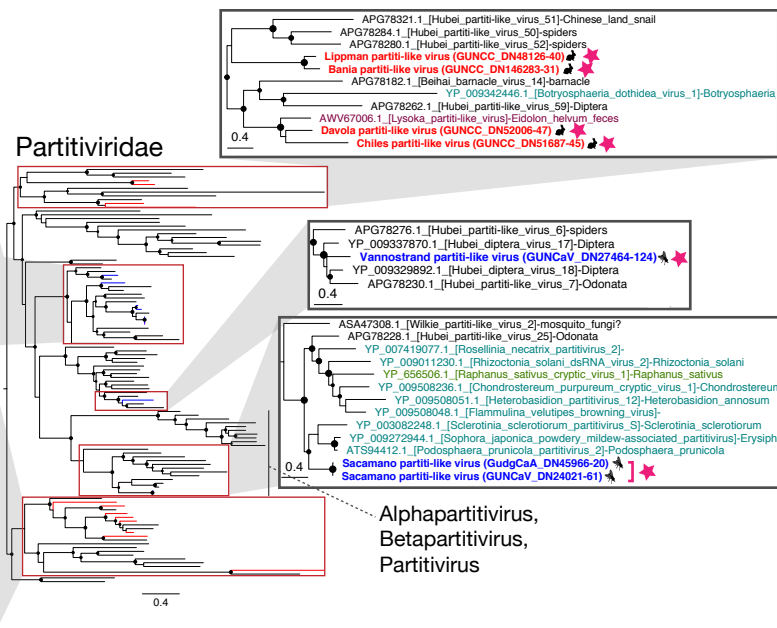 APG78321.1_[Hubei_partiti-like_virus_51]-Chinese_land_snail
APG78284.1_[Hubei_partiti-like_virus_50]-spiders
APG78280.1_[Hubei_partiti-like_virus_52]-spiders
Lippman partiti-like virus (GUNCC_DN48126-40)
Bania partiti-like virus (GUNCC_DN146283-31)
APG78182.1_[Beihai_barnacle_virus_14]-barnacle
YP_009342446.1_[Botryosphaeria_dothidea_virus_1]-Botryosphaeria
APG78262.1_[Hubei_partiti-like_virus_59]-Diptera
AWV67006.1_[Lysoka_partiti-like_virus]-Eidolon_helvum_feces
Davola partiti-like virus (GUNCC_DN52006-47)
Chiles partiti-like virus (GUNCC_DN51687-45)
0.4
Partitiviridae
APG78276.1_[Hubei_partiti-like_virus_6]-spiders
YP_009337870.1_[Hubei_diptera_virus_17]-Diptera
Vannostrand partiti-like virus (GUNCaV_DN27464-124)
YP_009329892.1_[Hubei_diptera_virus_18]-Diptera
APG78230.1_[Hubei_partiti-like_virus_7]-Odonata
0.4
ASA47308.1_[Wilkie_partiti-like_virus_2]-mosquito_fungi?
APG78228.1_[Hubei_partiti-like_virus_25]-Odonata
YP_007419077.1_[Rosellinia_necatrix_partitivirus_2]-
YP_009011230.1_[Rhizoctonia_solani_dsRNA_virus_2]-Rhizoctonia_solani
YP_656506.1_[Raphanus_sativus_cryptic_virus_1]-Raphanus_sativus
YP_009508236.1_[Chondrostereum_purpureum_cryptic_virus_1]-Chondrostereum
YP_009508051.1_[Heterobasidion_partitivirus_12]-Heterobasidion_annosum
YP_009508048.1_[Flammulina_velutipes_browning_virus]-
YP_003082248.1_[Sclerotinia_sclerotiorum_partitivirus_S]-Sclerotinia_sclerotiorum
YP_009272944.1_[Sophora_japonica_powdery_mildew-associated_partitivirus]-Erysiph
ATS94412.1_[Podosphaera_prunicola_partitivirus_2]-Podosphaera_prunicola
Sacamano partiti-like virus (GudgCaA_DN45966-20)
Sacamano partiti-like virus (GUNCaV_DN24021-61)
0.4
Alphapartitivirus,
Betapartitivirus,
Partitivirus
0.4